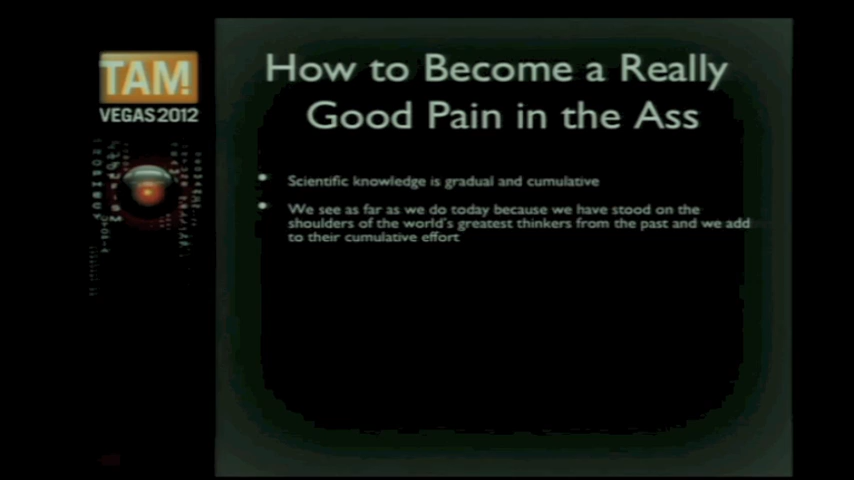 TAM!
VEGAS 2012
How to Become a Really
Good Pain in the Ass
Scientific knowledge is gradual and cumulative
We see as far as we do today because we have stood on the
shoulders of the world's greatest thinkers from the past and we add
to their cumulative effort